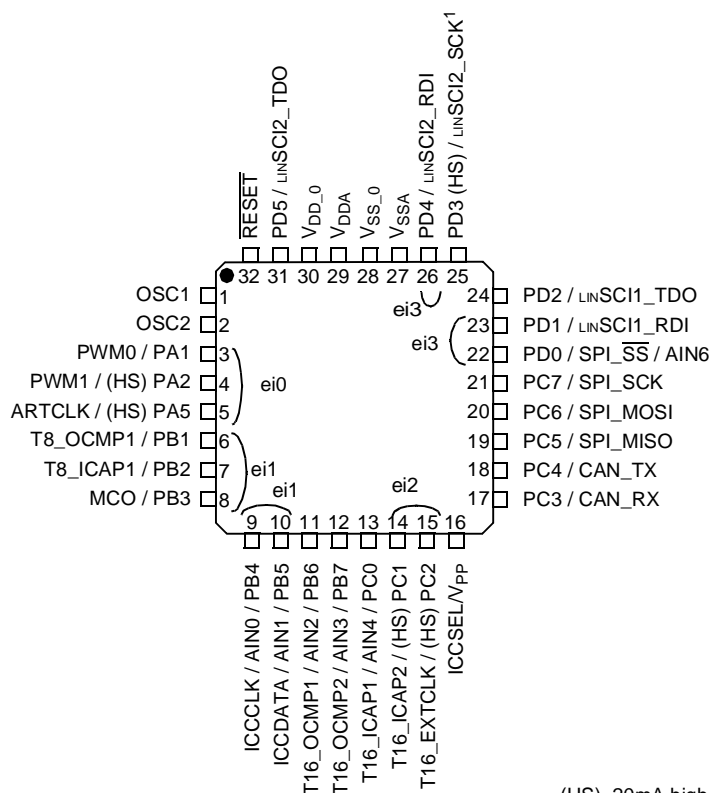 RESET
PD5 / LINSCI2_TDO
VDD_0
VDDA
VSS_0
VSSA
PD4 / LINSCI2_RDI
PD3 (HS) / LINSCI2_SCK¹
32 31 30 29 28 27 26 25
OSC1 1
OSC2 2
PWM0 / PA1 3
PWM1 / (HS) PA2 4
ARTCLK / (HS) PA5 5
T8_OCMP1 / PB1 6
T8_ICAP1 / PB2 7
MCO / PB3 8
ei3
ei3
ei0
ei1
ei1
ei2
24 PD2 / LINSCI1_TDO
23 PD1 / LINSCI1_RDI
22 PD0 / SPI_SS / AIN6
21 PC7 / SPI_SCK
20 PC6 / SPI_MOSI
19 PC5 / SPI_MISO
18 PC4 / CAN_TX
17 PC3 / CAN_RX
9 10 11 12 13 14 15 16
ICCCLK / AIN0 / PB4
ICCDATA / AIN1 / PB5
T16_OCMP1 / AIN2 / PB6
T16_OCMP2 / AIN3 / PB7
T16_ICAP1 / AIN4 / PC0
T16_ICAP2 / (HS) PC1
T16_EXTCLK / (HS) PC2
ICCSEL/VPP
(HS) 20mA high